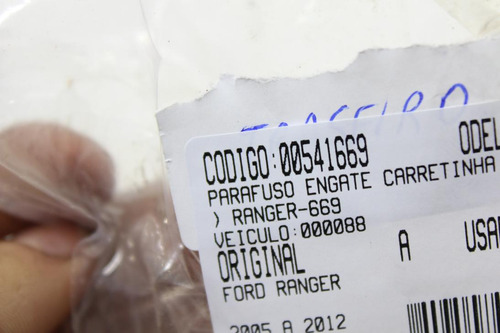 CODIGO:00541669
PARAFUSO ENGATE CARRETINHA
) RANGER-669
VEICULO:000088
ORIGINAL A
FORD RANGER
2005 A 2012